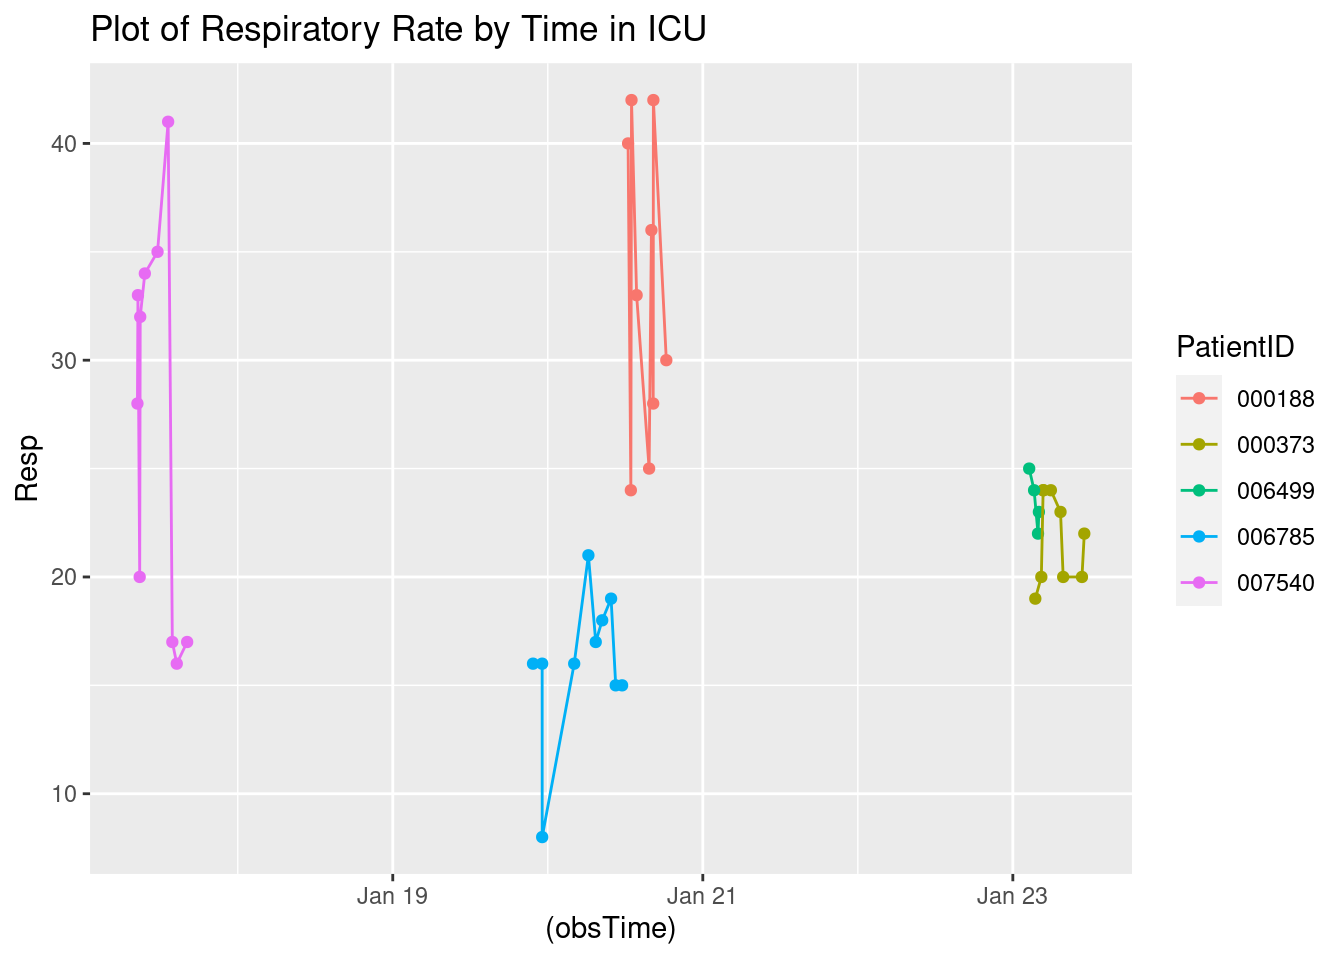 Plot of Respiratory Rate by Time in ICU
Resp
40
30
20
10
Jan 19
Jan 21
Jan 23
(obsTime)
PatientID
000188
000373
006499
006785
007540